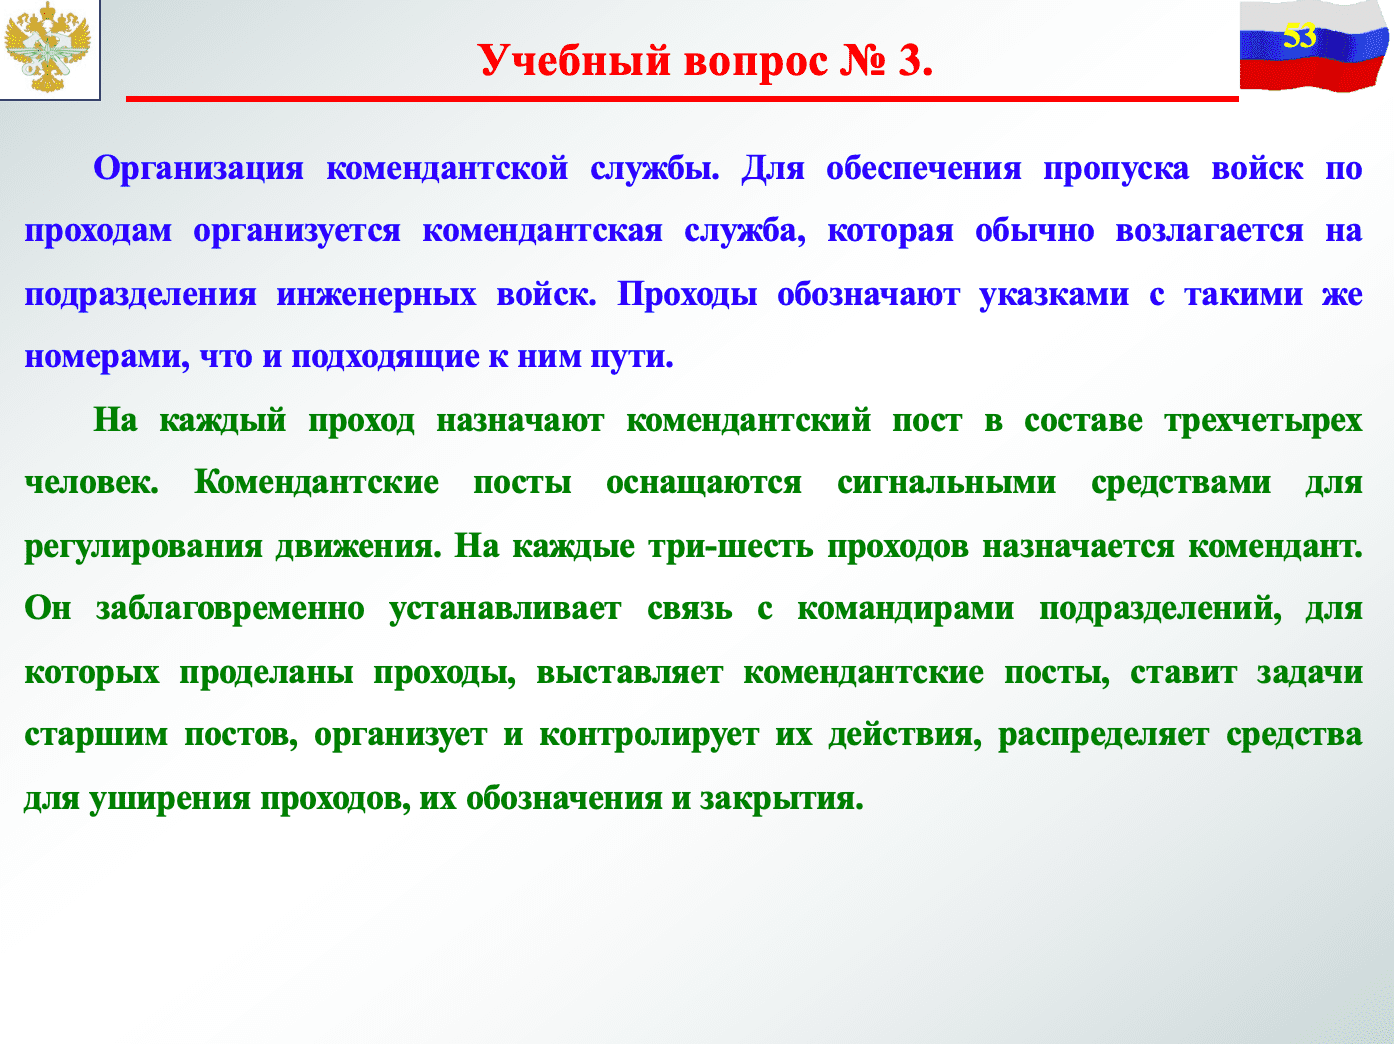 53
Учебный вопрос № 3.
Организация комендантской службы. Для обеспечения пропуска войск по
проходам организуется комендантская служба, которая обычно возлагается на
подразделения инженерных войск. Проходы обозначают указками с такими же
номерами, что и подходящие к ним пути.
На каждый проход назначают комендантский пост в составе трехчетырех
человек. Комендантские посты оснащаются сигнальными средствами для
регулирования движения. На каждые три-шесть проходов назначается комендант.
Он заблаговременно устанавливает связь с командирами подразделений, для
которых проделаны проходы, выставляет комендантские посты, ставит задачи
старшим постов, организует и контролирует их действия, распределяет средства
для уширения проходов, их обозначения и закрытия.